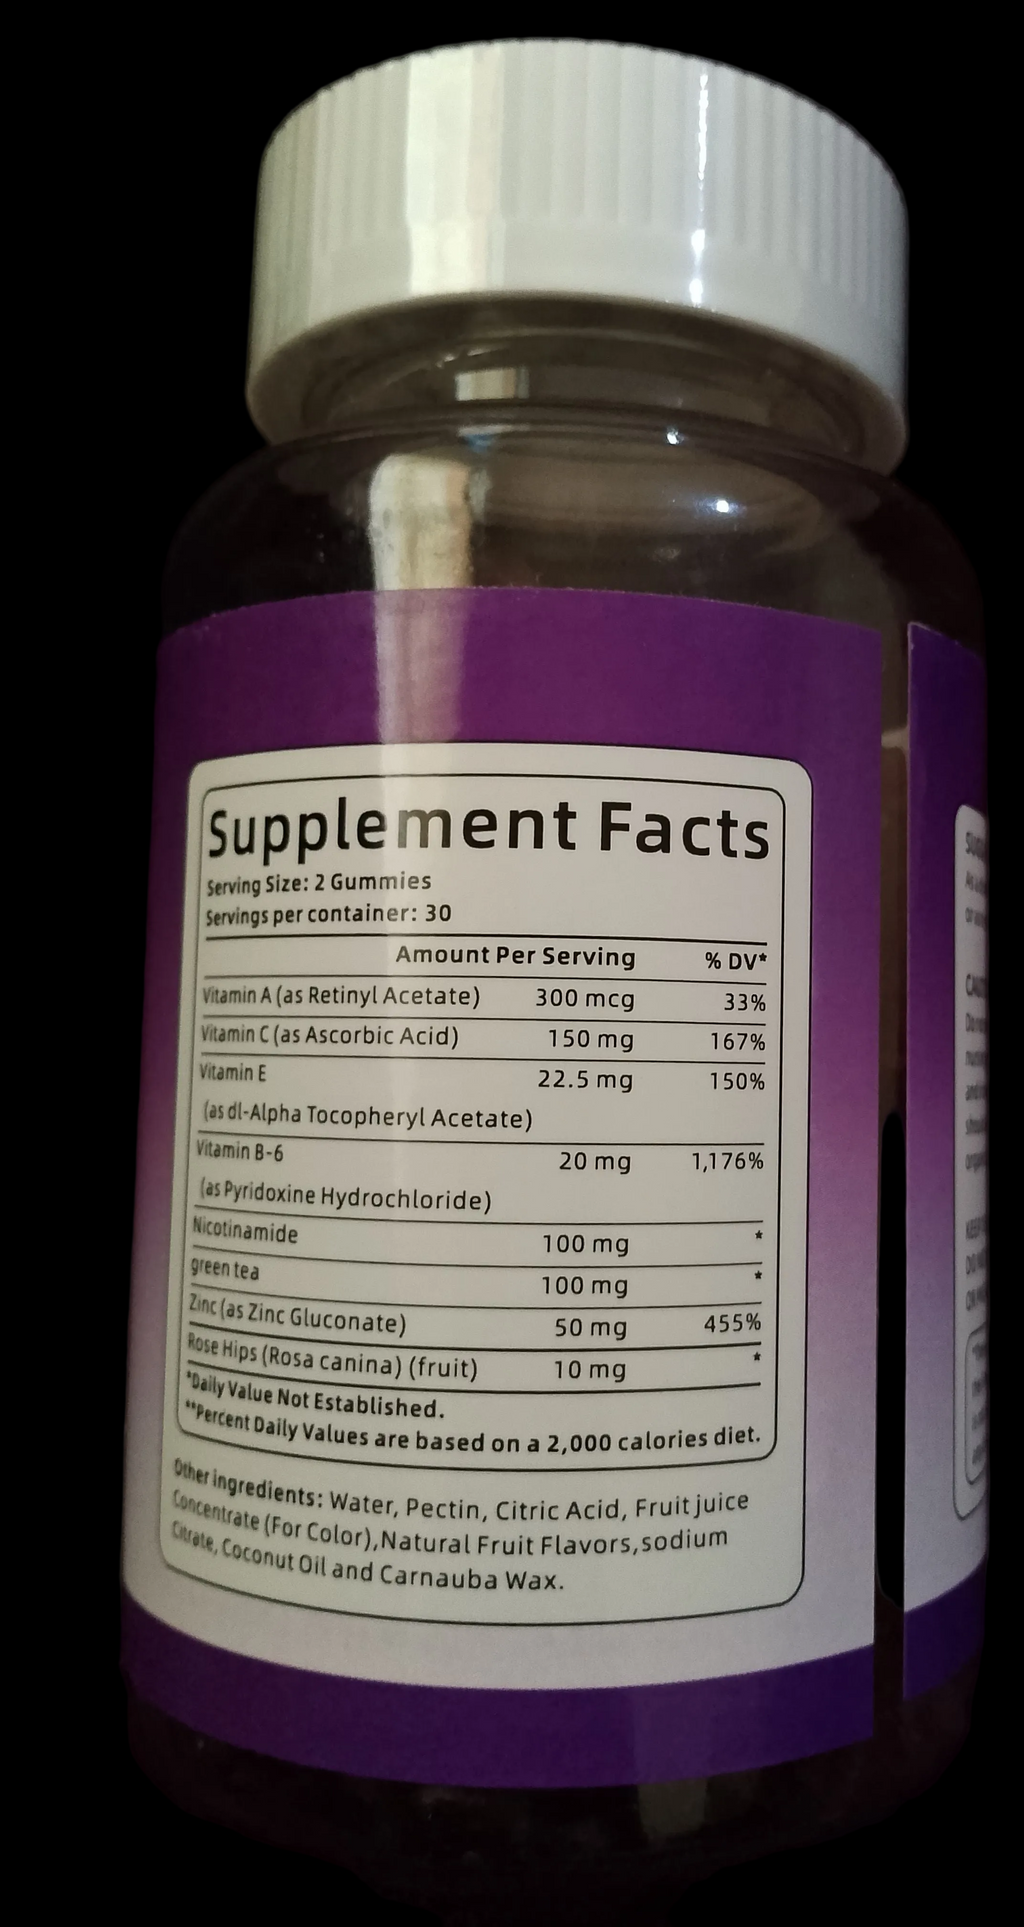 Supplement Facts
Serving Size: 2 Gummies
Servings per container: 30
Amount Per Serving % DV*
Vitamin A (as Retinyl Acetate) 300 mcg 33%
Vitamin C (as Ascorbic Acid) 150 mg 167%
Vitamin E 22.5 mg 150%
(as dl-Alpha Tocopheryl Acetate)
Vitamin B-6 20 mg 1,176%
(as Pyridoxine Hydrochloride)
Nicotinamide 100 mg *
green tea 100 mg *
Zinc (as Zinc Gluconate) 50 mg 455%
Rose Hips (Rosa canina) (fruit) 10 mg *
*Daily Value Not Established.
**Percent Daily Values are based on a 2,000 calories diet.
Other ingredients: Water, Pectin, Citric Acid, Fruit juice
Concentrate (For Color),Natural Fruit Flavors,sodium
Citrate, Coconut Oil and Carnauba Wax.